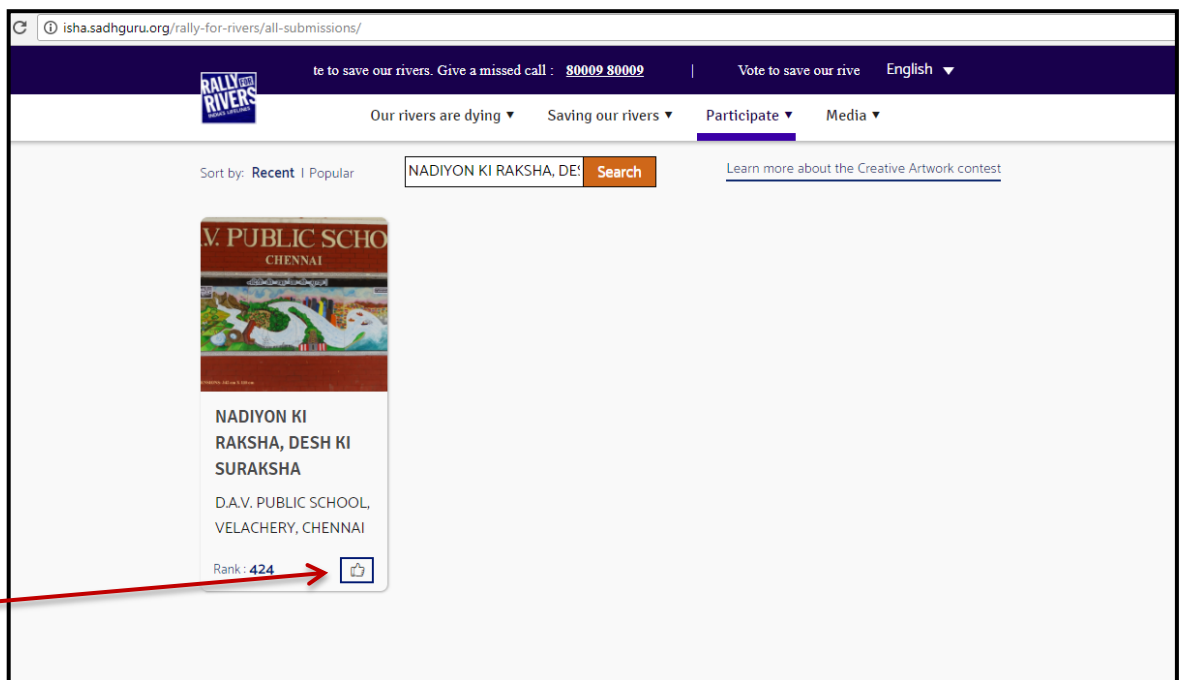 isha.sadhguru.org/rally-for-rivers/all-submissions/
RALLY FOR
RIVERS
INDIA'S LIFELINES
te to save our rivers. Give a missed call : 80009 80009 | Vote to save our rive
English ▼
Our rivers are dying ▼ Saving our rivers ▼ Participate ▼ Media ▼
Sort by: Recent | Popular
NADIYON KI RAKSHA, DE
Search
Learn more about the Creative Artwork contest
.V. PUBLIC SCHO
CHENNAI
NADIYON KI
RAKSHA, DESH KI
SURAKSHA
D.A.V. PUBLIC SCHOOL,
VELACHERY, CHENNAI
Rank : 424